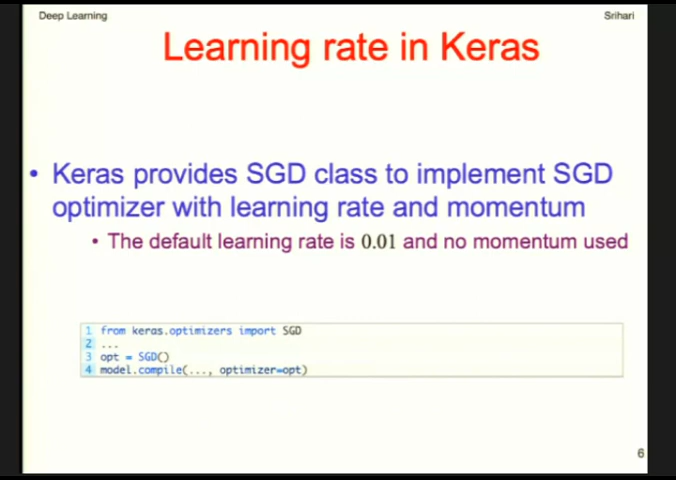 Deep Learning
Srihari
Learning rate in Keras
• Keras provides SGD class to implement SGD
optimizer with learning rate and momentum
• The default learning rate is 0.01 and no momentum used
1 from keras.optimizers import SGD
2 ...
3 opt = SGD()
4 model.compile(..., optimizer=opt)
6